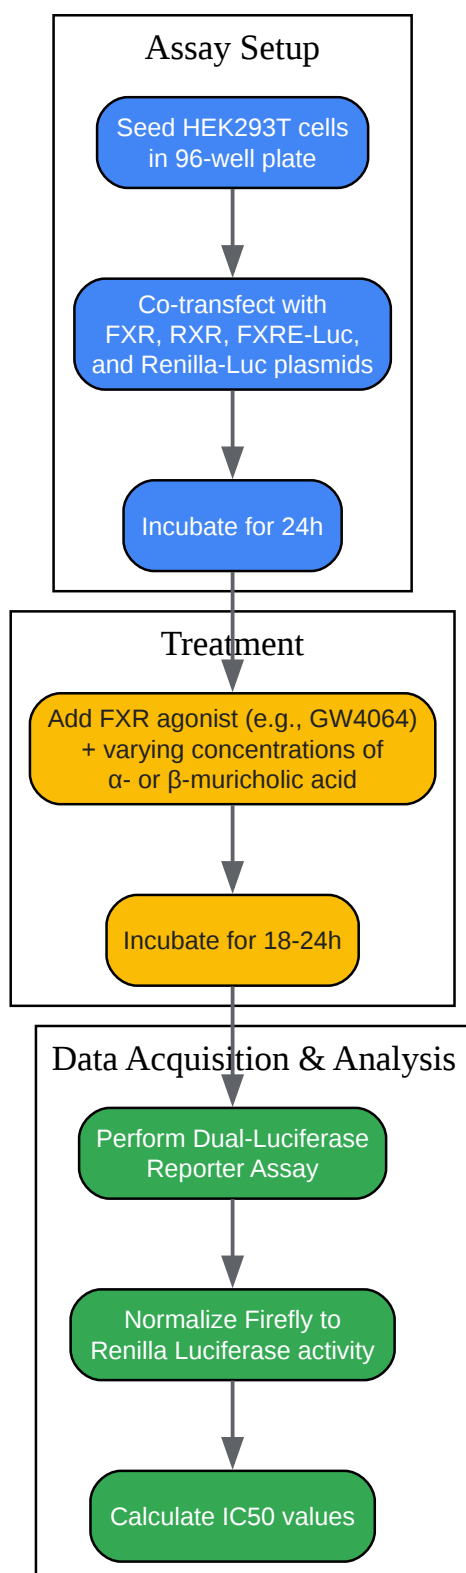 Assay Setup
Seed HEK293T cells
in 96-well plate
Co-transfect with
FXR, RXR, FXRE-Luc,
and Renilla-Luc plasmids
Incubate for 24h
Treatment
Add FXR agonist (e.g., GW4064)
+ varying concentrations of
α- or β-muricholic acid
Incubate for 18-24h
Data Acquisition & Analysis
Perform Dual-Luciferase
Reporter Assay
Normalize Firefly to
Renilla Luciferase activity
Calculate IC50 values